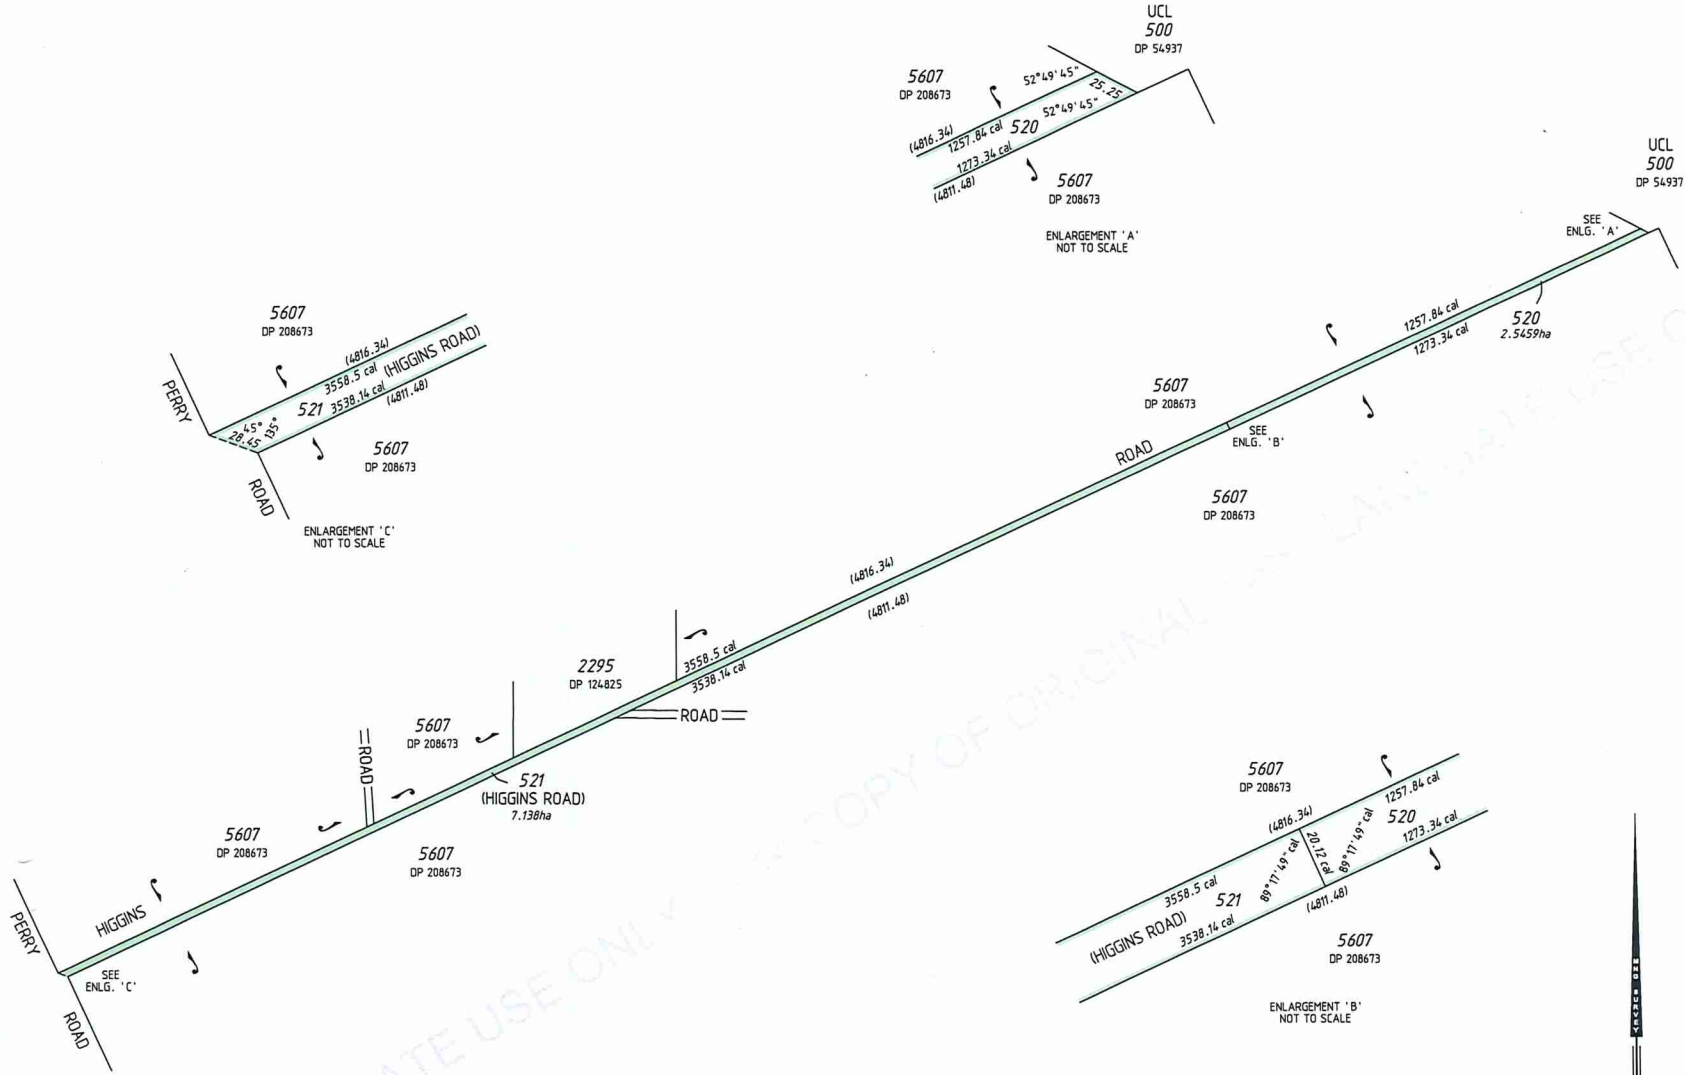 UCL
500
DP 54937
5607
DP 208673
52°49'45"
25.25
(4816.34)
1257.84 cal
520
52°49'45"
1273.34 cal
(4811.48)
5607
DP 208673
ENLARGEMENT 'A'
NOT TO SCALE
UCL
500
DP 54937
SEE
ENLG. 'A'
1257.84 cal
1273.34 cal
520
2.5459ha
5607
DP 208673
(4816.34)
3558.5 cal
(HIGGINS ROAD)
PERRY
521
3538.14 cal
(4811.48)
45°
28.45
135°
5607
DP 208673
ROAD
ENLARGEMENT 'C'
NOT TO SCALE
5607
DP 208673
ROAD
SEE
ENLG. 'B'
5607
DP 208673
(4816.34)
(4811.48)
2295
DP 124825
3558.5 cal
3538.14 cal
ROAD
5607
DP 208673
ROAD
521
(HIGGINS ROAD)
7.138ha
5607
DP 208673
5607
DP 208673
HIGGINS
PERRY
SEE
ENLG. 'C'
ROAD
5607
DP 208673
(4816.34)
1257.84 cal
520
1273.34 cal
20.12 cal
89°17'49" cal
89°17'49" cal
3558.5 cal
521
(HIGGINS ROAD)
3538.14 cal
(4811.48)
5607
DP 208673
ENLARGEMENT 'B'
NOT TO SCALE
COPY OF ORIGINAL
USE ONLY